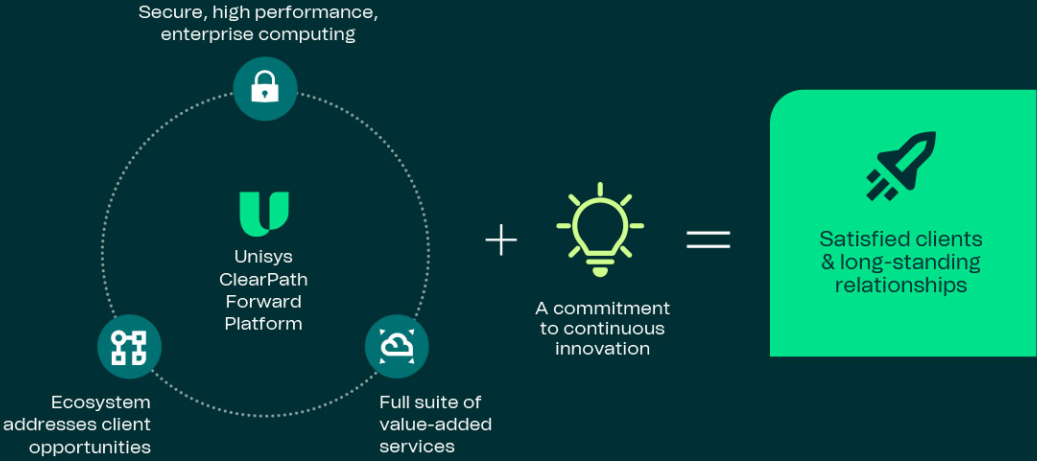 Secure, high performance,
enterprise computing
Unisys
ClearPath
Forward
Platform
Ecosystem
addresses client
opportunities
Full suite of
value-added
services
+
A commitment
to continuous
innovation
=
Satisfied clients
& long-standing
relationships